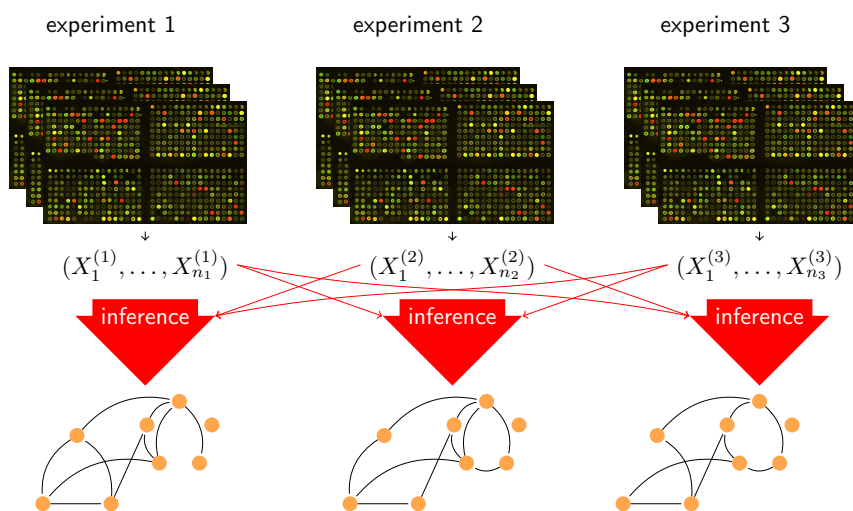 experiment 1 experiment 2 experiment 3
(X_1^{(1)}, …, X_{n_1}^{(1)}) (X_1^{(2)}, …, X_{n_2}^{(2)}) (X_1^{(3)}, …, X_{n_3}^{(3)})
inference inference inference